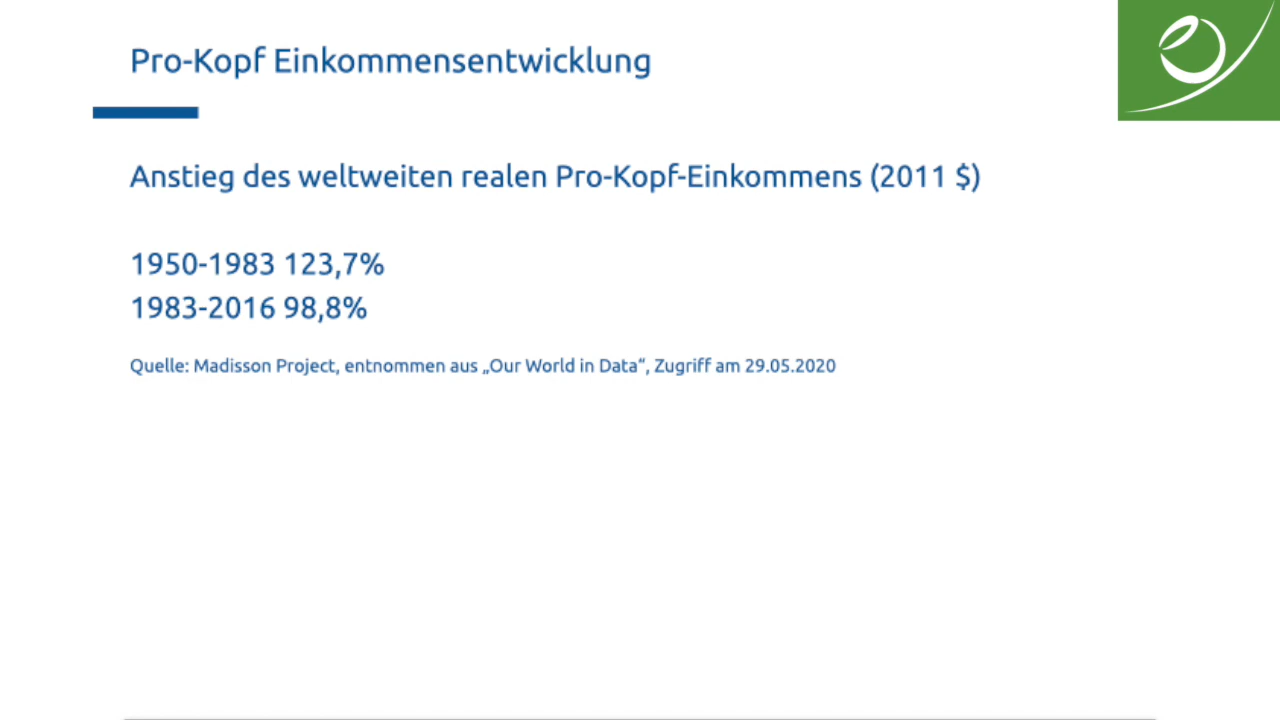 Pro-Kopf Einkommensentwicklung
Anstieg des weltweiten realen Pro-Kopf-Einkommens (2011 $)
1950-1983 123,7%
1983-2016 98,8%
Quelle: Madisson Project, entnommen aus „Our World in Data“, Zugriff am 29.05.2020